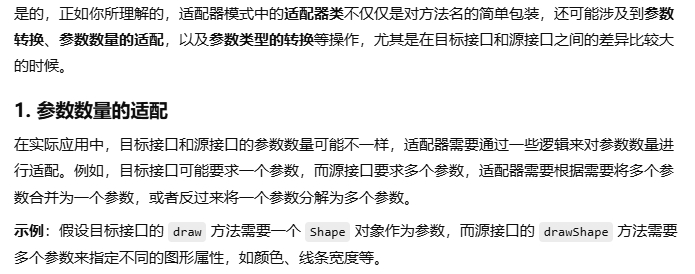 是的，正如你所理解的，适配器模式中的适配器类不仅仅是对方法名的简单包装，还可能涉及到参数
转换、参数数量的适配，以及参数类型的转换等操作，尤其是在目标接口和源接口之间的差异比较大
的时候。
1. 参数数量的适配
在实际应用中，目标接口和源接口的参数数量可能不一样，适配器需要通过一些逻辑来对参数数量进
行适配。例如，目标接口可能要求一个参数，而源接口要求多个参数，适配器需要根据需要将多个参
数合并为一个参数，或者反过来将一个参数分解为多个参数。
示例：假设目标接口的 draw 方法需要一个 Shape 对象作为参数，而源接口的 drawShape 方法需要
多个参数来指定不同的图形属性，如颜色、线条宽度等。